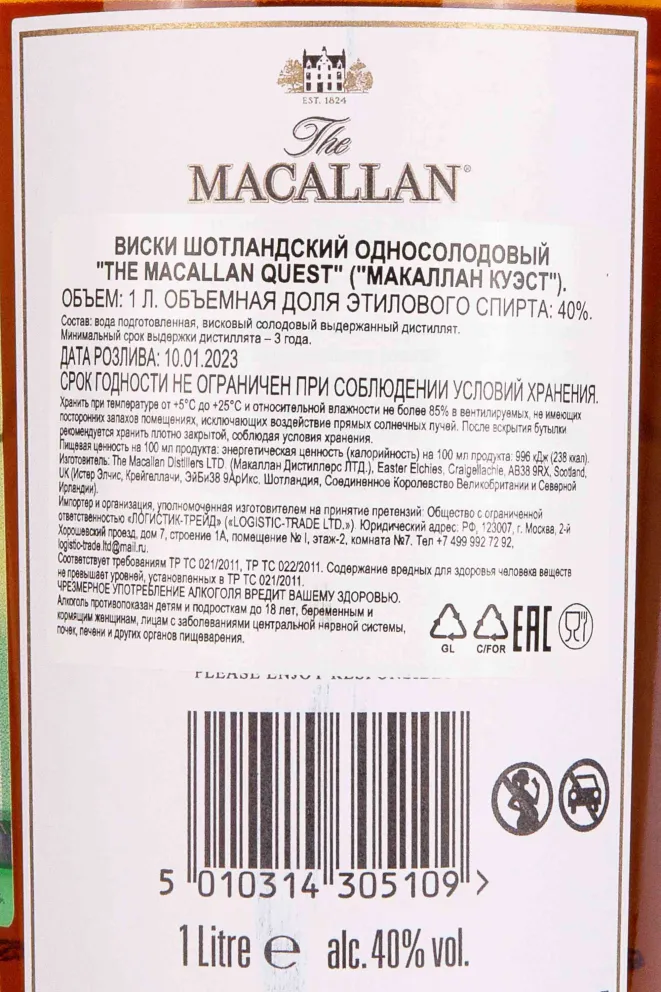 EST. 1824
The
MACALLAN®
ВИСКИ ШОТЛАНДСКИЙ ОДНОСОЛОДОВЫЙ
"THE MACALLAN QUEST" ("МАКАЛЛАН КУЭСТ").
ОБЪЕМ: 1 Л. ОБЪЕМНАЯ ДОЛЯ ЭТИЛОВОГО СПИРТА: 40%.
Состав: вода подготовленная, висковый солодовый выдержанный дистиллят.
Минимальный срок выдержки дистиллята – 3 года.
ДАТА РОЗЛИВА: 10.01.2023
СРОК ГОДНОСТИ НЕ ОГРАНИЧЕН ПРИ СОБЛЮДЕНИИ УСЛОВИЙ ХРАНЕНИЯ.
Хранить при температуре от +5°С до +25°С и относительной влажности не более 85% в вентилируемых, не имеющих
посторонних запахов помещениях, исключающих воздействие прямых солнечных лучей. После вскрытия бутылки
рекомендуется хранить плотно закрытой, соблюдая условия хранения.
Пищевая ценность на 100 мл продукта: энергетическая ценность (калорийность) на 100 мл продукта: 996 кДж (238 ккал).
Изготовитель: The Macallan Distillers LTD. (Макаллан Дистиллерс ЛТД.), Easter Elchies, Craigellachie, AB38 9RX, Scotland,
UK (Истер Элчис, Крейгеллачи, ЭйБи38 9АрИкс, Шотландия, Соединенное Королевство Великобритании и Северной
Ирландии).
Импортер и организация, уполномоченная изготовителем на принятие претензий: Общество с ограниченной
ответственностью «ЛОГИСТИК-ТРЕЙД» («LOGISTIC-TRADE LTD.»). Юридический адрес: РФ, 123007, г. Москва, 2-й
Хорошевский проезд, дом 7, строение 1А, помещение № I, этаж-2, комната №7. Тел +7 499 992 72 92,
logistic-trade.ltd@mail.ru.
Соответствует требованиям ТР ТС 021/2011, ТР ТС 022/2011. Содержание вредных для здоровья человека веществ
не превышает уровней, установленных в ТР ТС 021/2011.
ЧРЕЗМЕРНОЕ УПОТРЕБЛЕНИЕ АЛКОГОЛЯ ВРЕДИТ ВАШЕМУ ЗДОРОВЬЮ.
Алкоголь противопоказан детям и подросткам до 18 лет, беременным и
кормящим женщинам, лицам с заболеваниями центральной нервной системы,
почек, печени и других органов пищеварения.
GL
C/FOR
EAC
PLEASE ENJOY
5 010314 305109 >
1 Litre e alc. 40% vol.